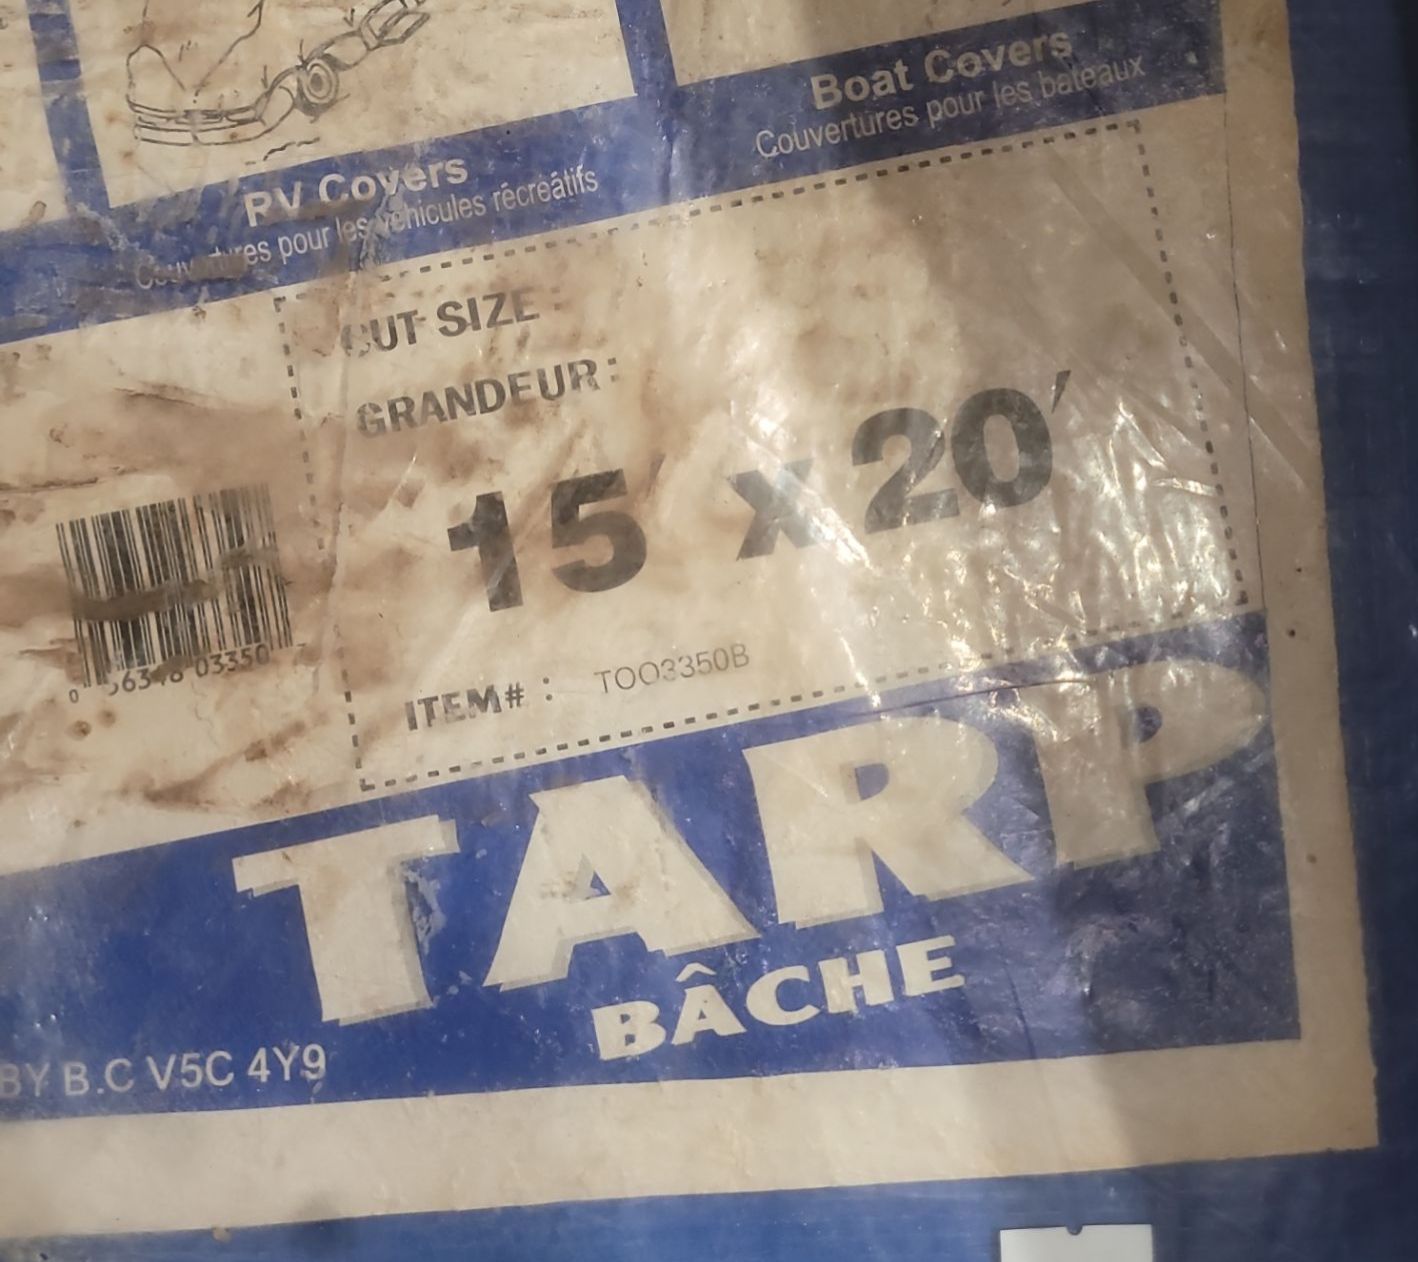 Boat Covers
Couvertures pour les bateaux
RV Covers
Couvertures pour les véhicules récréatifs
CUT SIZE :
GRANDEUR:
15' x 20'
03350
ITEM# : TOO3350B
TARP
BÂCHE
BY B.C V5C 4Y9